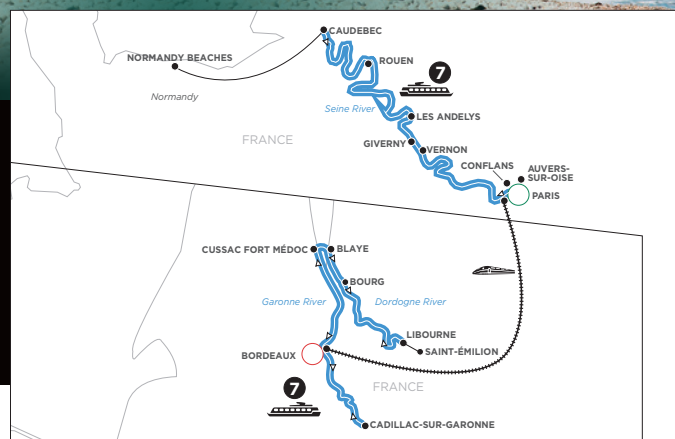 CAUDEBEC
NORMANDY BEACHES
ROUEN
7
Normandy
Seine River
LES ANDELYS
FRANCE
GIVERNY
VERNON
CONFLANS
AUVERS-
SUR-OISE
PARIS
CUSSAC FORT MÉDOC
BLAYE
BOURG
Garonne River
Dordogne River
LIBOURNE
SAINT-ÉMILION
BORDEAUX
7
FRANCE
CADILLAC-SUR-GARONNE